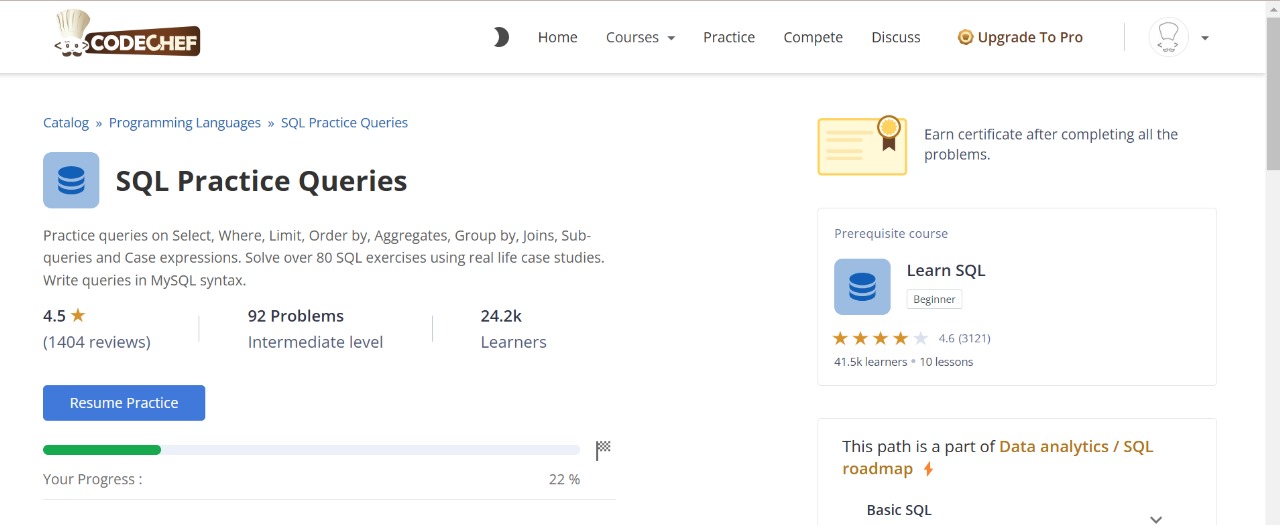 CODECHEF
Home Courses Practice Compete Discuss Upgrade To Pro
Catalog » Programming Languages » SQL Practice Queries
SQL Practice Queries
Practice queries on Select, Where, Limit, Order by, Aggregates, Group by, Joins, Sub-
queries and Case expressions. Solve over 80 SQL exercises using real life case studies.
Write queries in MySQL syntax.
4.5 ★
(1404 reviews)
92 Problems
Intermediate level
24.2k
Learners
Resume Practice
Your Progress : 22 %
Earn certificate after completing all the
problems.
Prerequisite course
Learn SQL
Beginner
4.6 (3121)
41.5k learners • 10 lessons
This path is a part of Data analytics / SQL
roadmap
Basic SQL